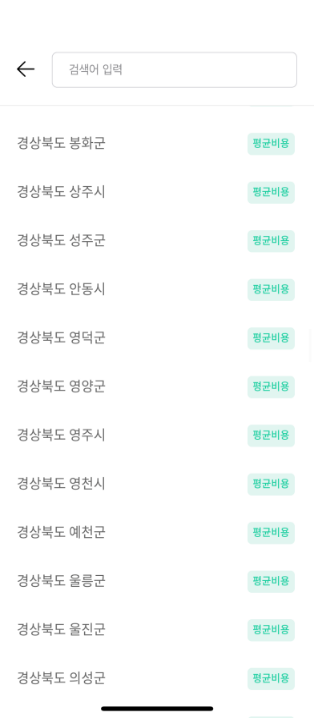 검색어 입력
경상북도 봉화군 평균비용
경상북도 상주시 평균비용
경상북도 성주군 평균비용
경상북도 안동시 평균비용
경상북도 영덕군 평균비용
경상북도 영양군 평균비용
경상북도 영주시 평균비용
경상북도 영천시 평균비용
경상북도 예천군 평균비용
경상북도 울릉군 평균비용
경상북도 울진군 평균비용
경상북도 의성군 평균비용